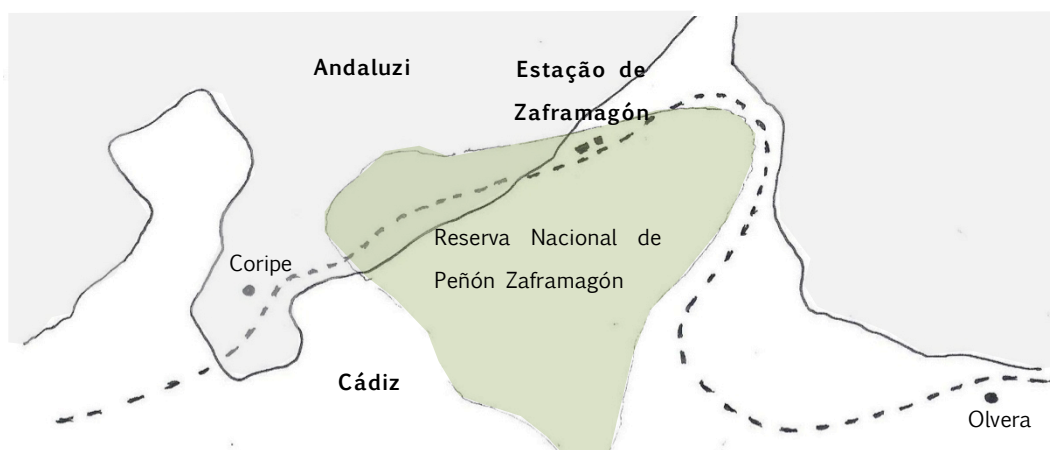 Andaluzi
Estação de
Zaframagón
Reserva Nacional de
Peñón Zaframagón
Coripe
Cádiz
Olvera